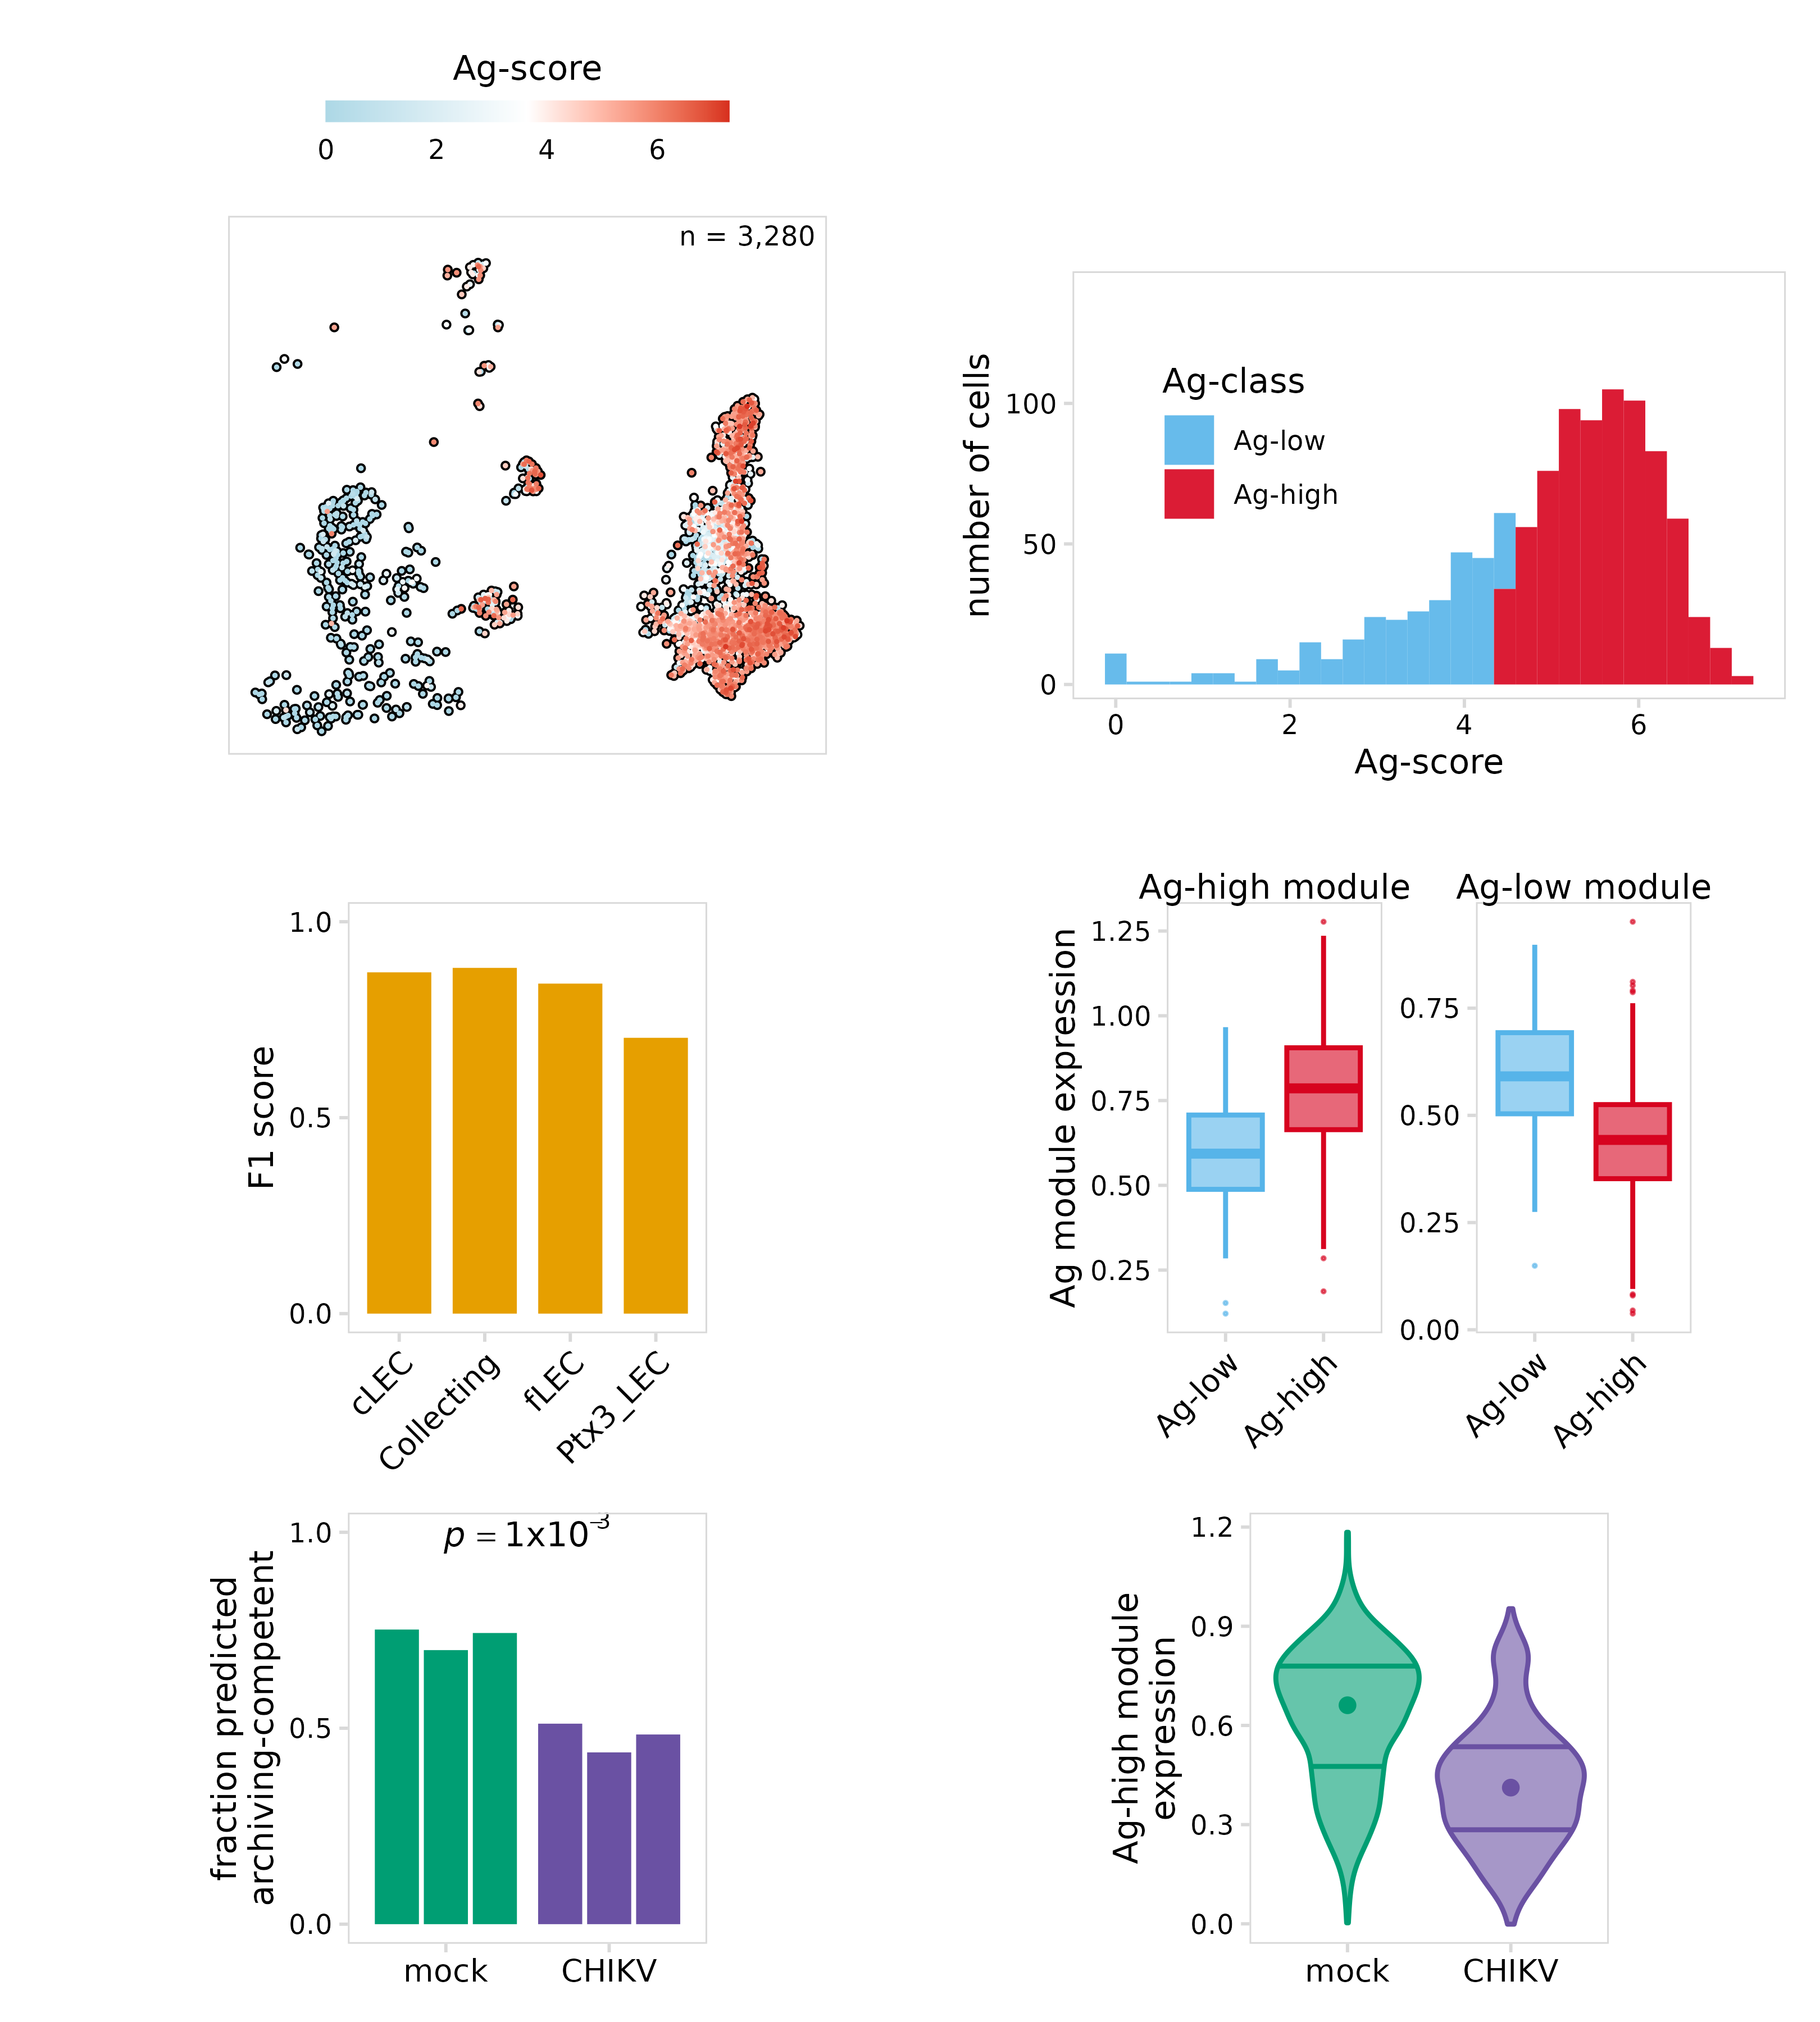 Ag-score
0 2 4 6
n = 3,280
number of cells
100
50
0
Ag-class
Ag-low
Ag-high
0 2 4 6
Ag-score
F1 score
1.0
0.5
0.0
cLEC
Collecting
fLEC
Ptx3_LEC
Ag-high module
Ag-low module
Ag module expression
1.25
1.00
0.75
0.50
0.25
0.75
0.50
0.25
0.00
Ag-low
Ag-high
Ag-low
Ag-high
fraction predicted
archiving-competent
1.0
0.5
0.0
p = 1x10⁻³
mock
CHIKV
Ag-high module
expression
1.2
0.9
0.6
0.3
0.0
mock
CHIKV